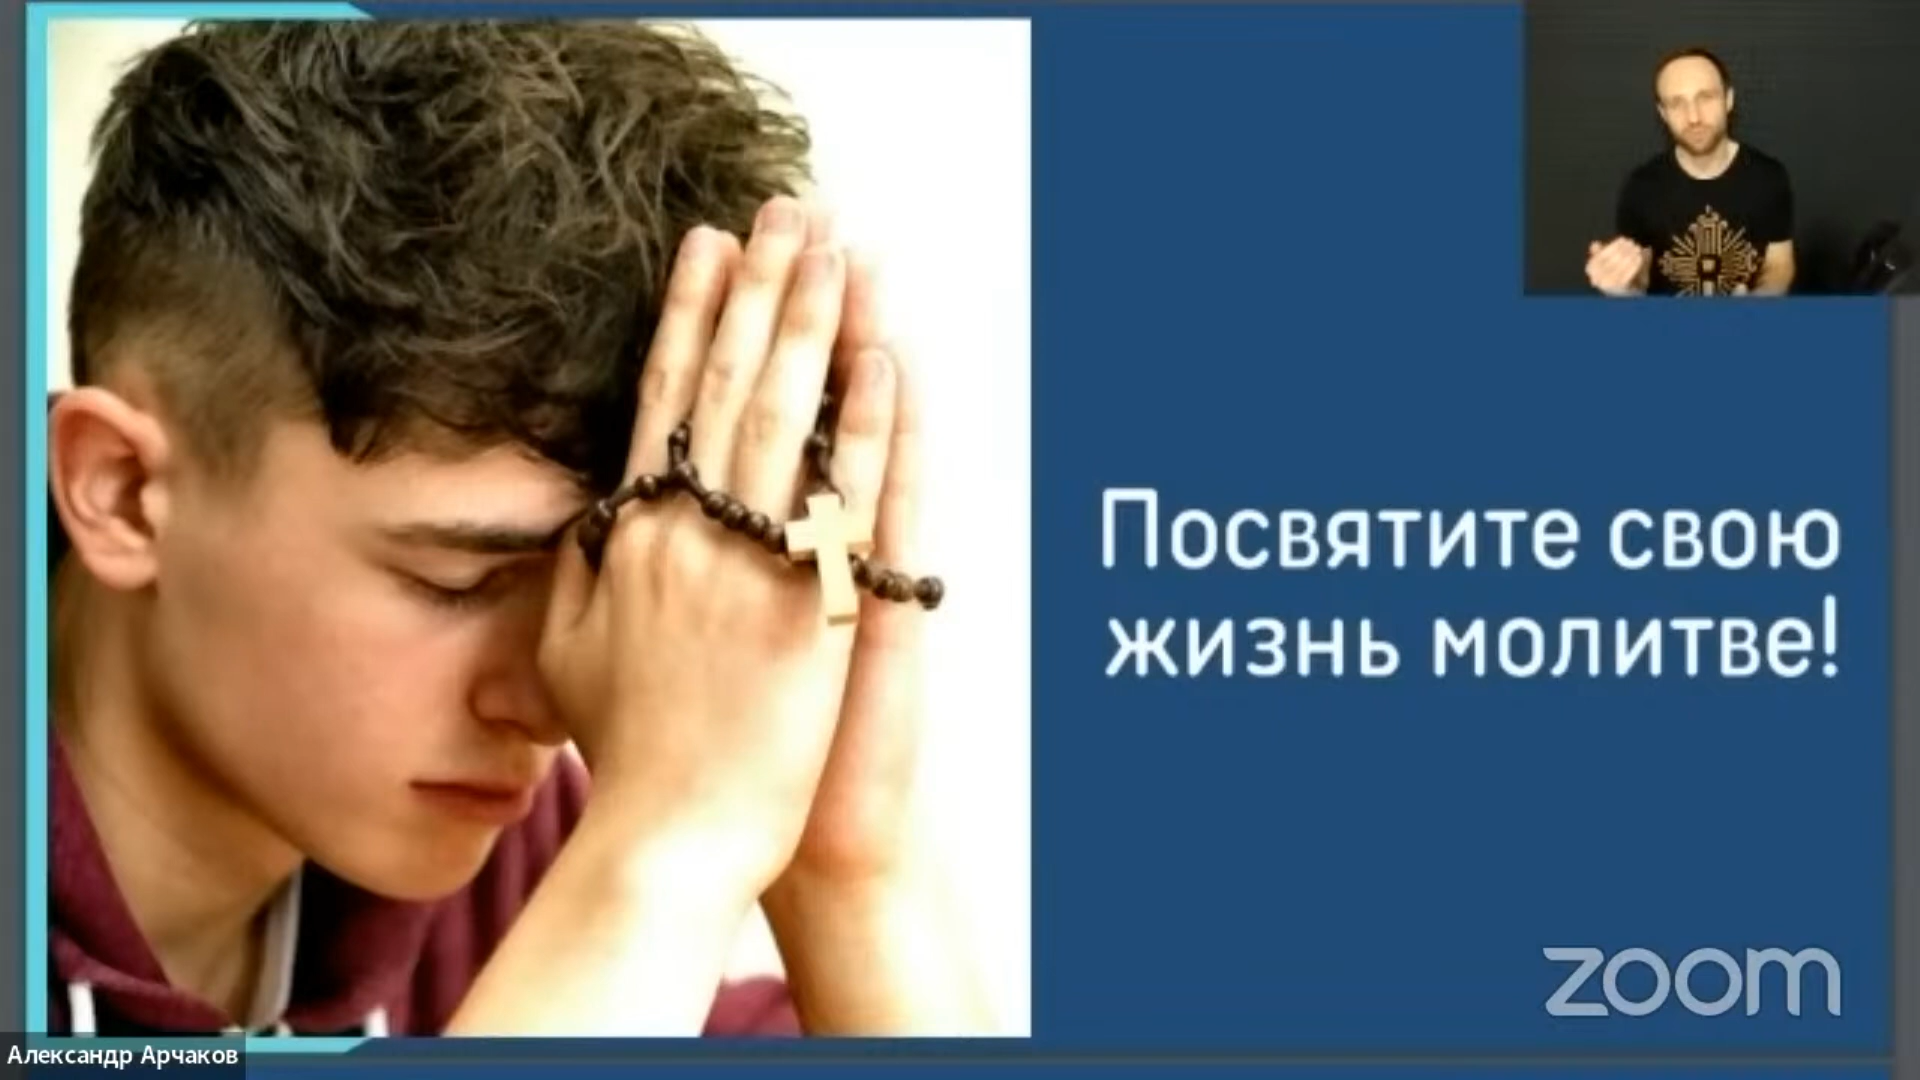 Посвятите свою
жизнь молитве!
zoom
Александр Арчаков